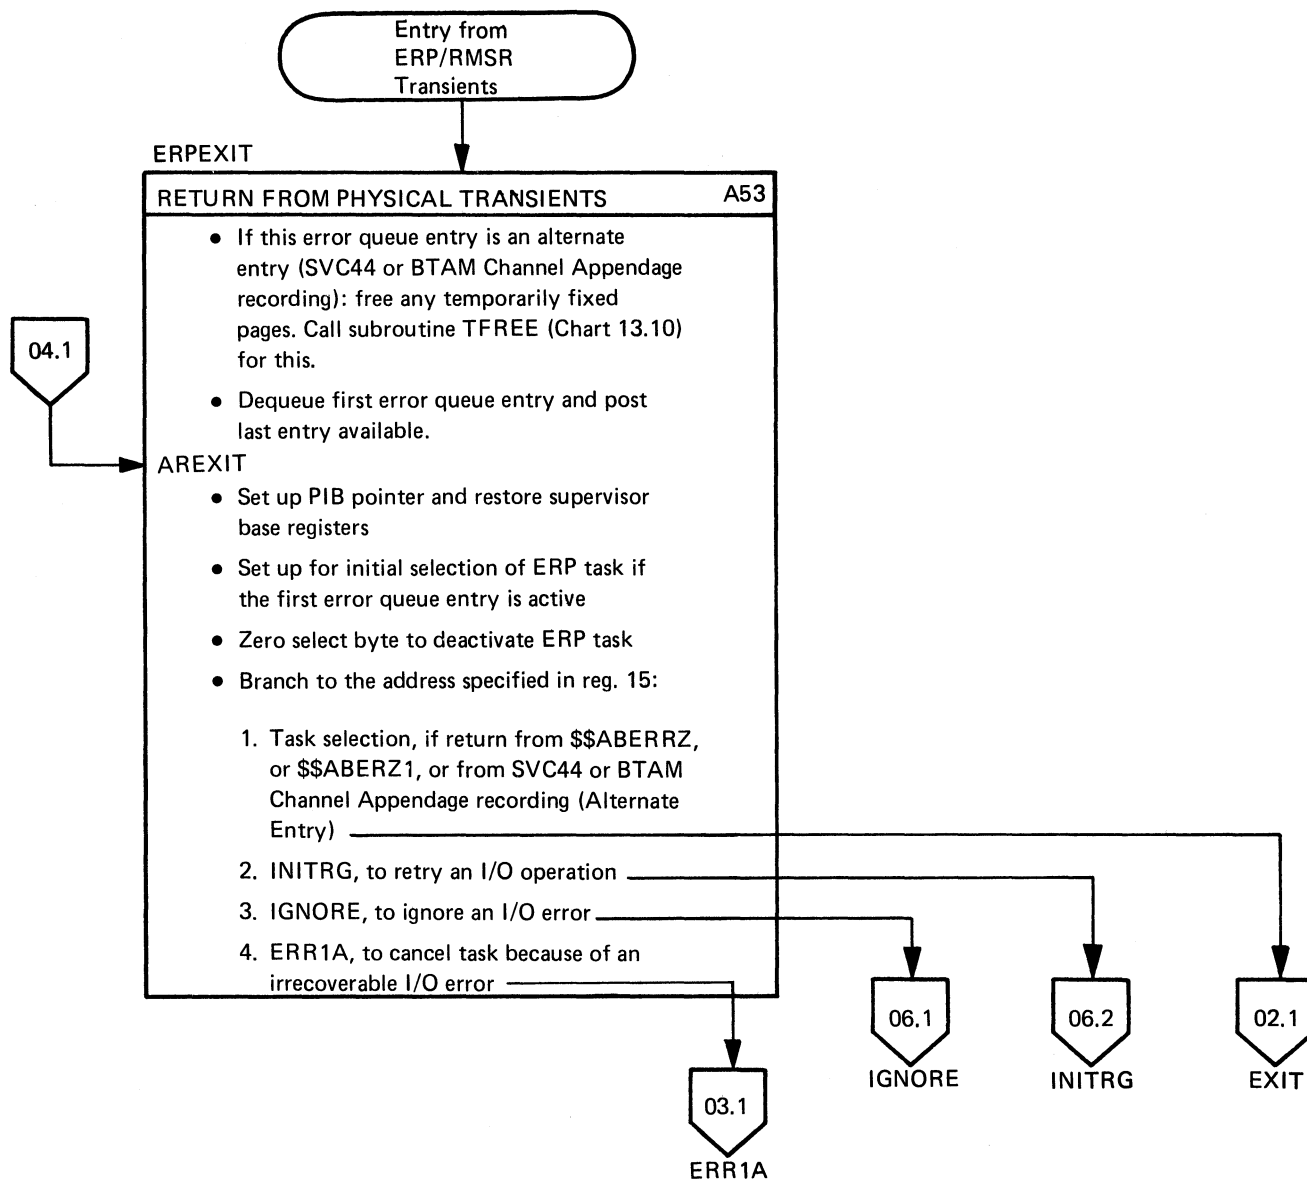 Entry from
ERP/RMSR
Transients
ERPEXIT
RETURN FROM PHYSICAL TRANSIENTS A53
• If this error queue entry is an alternate
entry (SVC44 or BTAM Channel Appendage
recording): free any temporarily fixed
pages. Call subroutine TFREE (Chart 13.10)
for this.
04.1
• Dequeue first error queue entry and post
last entry available.
AREXIT
• Set up PIB pointer and restore supervisor
base registers
• Set up for initial selection of ERP task if
the first error queue entry is active
• Zero select byte to deactivate ERP task
• Branch to the address specified in reg. 15:
1. Task selection, if return from $$ABERRZ,
or $$ABERZ1, or from SVC44 or BTAM
Channel Appendage recording (Alternate
Entry)
2. INITRG, to retry an I/O operation
3. IGNORE, to ignore an I/O error
4. ERR1A, to cancel task because of an
irrecoverable I/O error
06.1
06.2
02.1
IGNORE
INITRG
EXIT
03.1
ERR1A